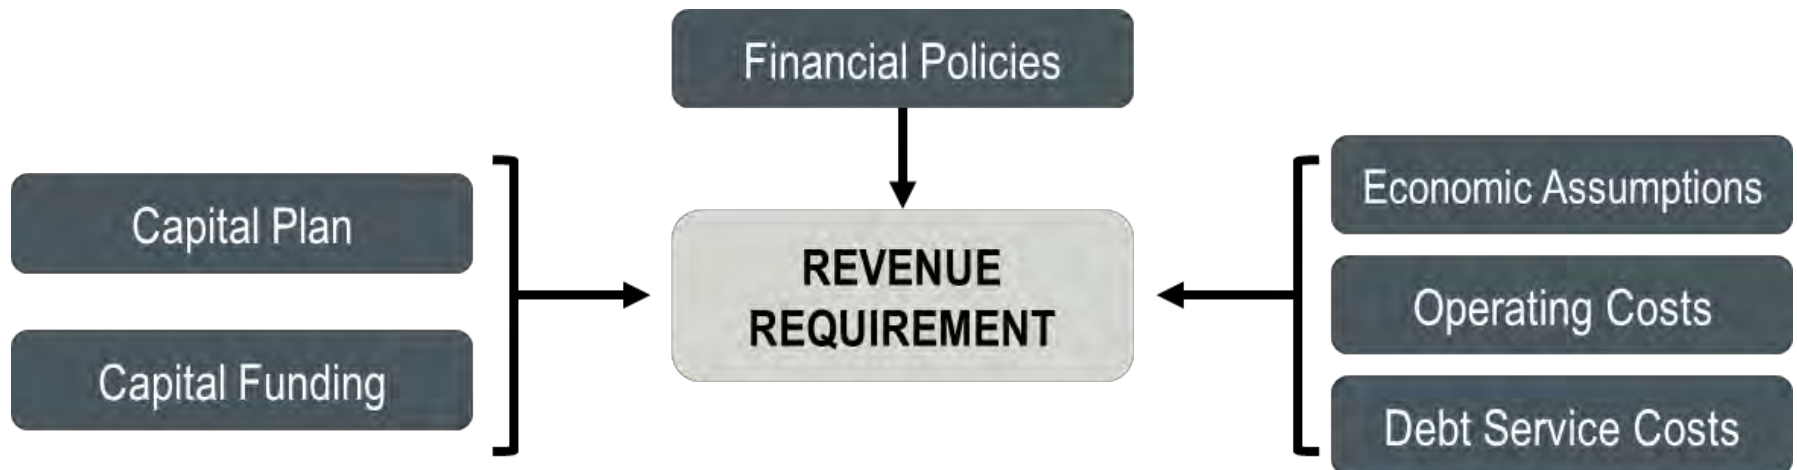 Financial Policies
Capital Plan
Capital Funding
REVENUE
REQUIREMENT
Economic Assumptions
Operating Costs
Debt Service Costs